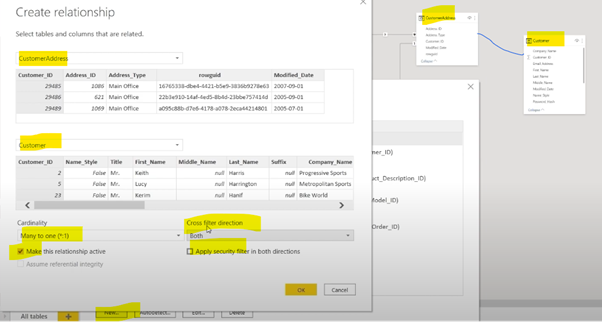 Create relationship
Select tables and columns that are related.
CustomerAddress
Customer_ID Address_ID Address_Type rowguid Modified_Date
29485 1086 Main Office 16765338-dbe4-4421-b5e9-3836b9278e63 2007-09-01
29486 621 Main Office 22b3e910-14af-4ed5-8b4d-23bbe757414d 2005-09-01
29489 1069 Main Office a095c88b-d7e6-4178-a078-2eca44214801 2005-07-01
Customer
Customer_ID Name_Style Title First_Name Middle_Name Last_Name Suffix Company_Name
2 False Mr. Keith null Harris null Progressive Sports
5 False Ms. Lucy null Harrington null Metropolitan Sports
23 False Mr. Kerim null Hanif null Bike World
Cardinality
Cross filter direction
Many to one (*:1)
Both
Make this relationship active
Apply security filter in both directions
Assume referential integrity
OK
Cancel
All tables
New...
Autodetect...
Edit...
Delete
CustomerAddress
Address ID
Address Type
Customer ID
Modified Date
rowguid
Collapse
Customer
Company Name
Customer ID
Email Address
First Name
Last Name
Middle Name
Modified Date
Name Style
Password Hash
Collapse
mer_ID)
uct_Description_ID)
Model_ID)
Order_ID)